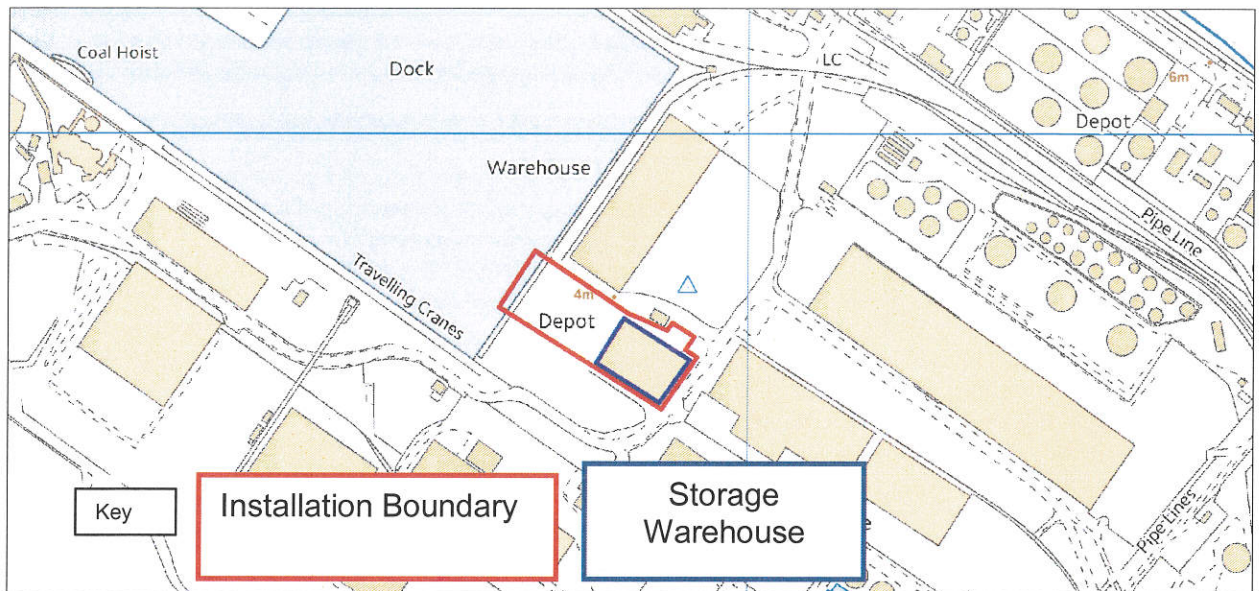 Coal Hoist
Dock
LC
6m
Depot
Warehouse
Pipe Line
Travelling Cranes
4m
Depot
Pipe Lines
Key
Installation Boundary
Storage
Warehouse
e